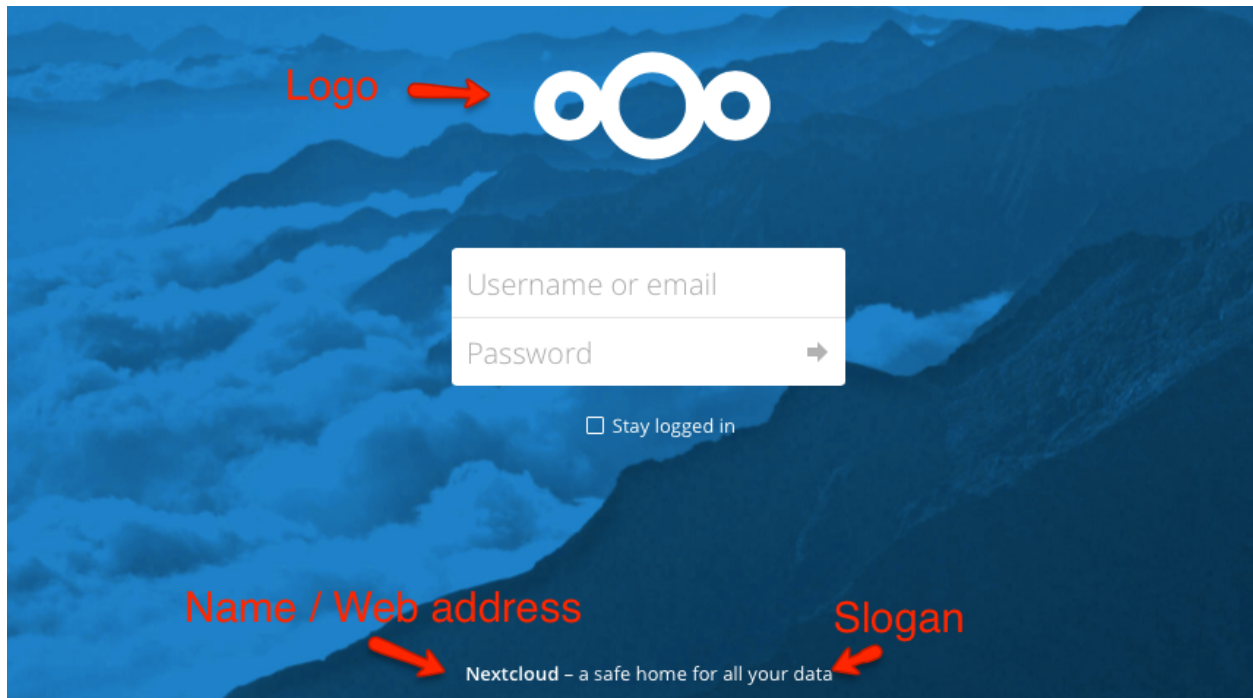 Logo
Username or email
Password
Stay logged in
Name / Web address
Slogan
Nextcloud – a safe home for all your data